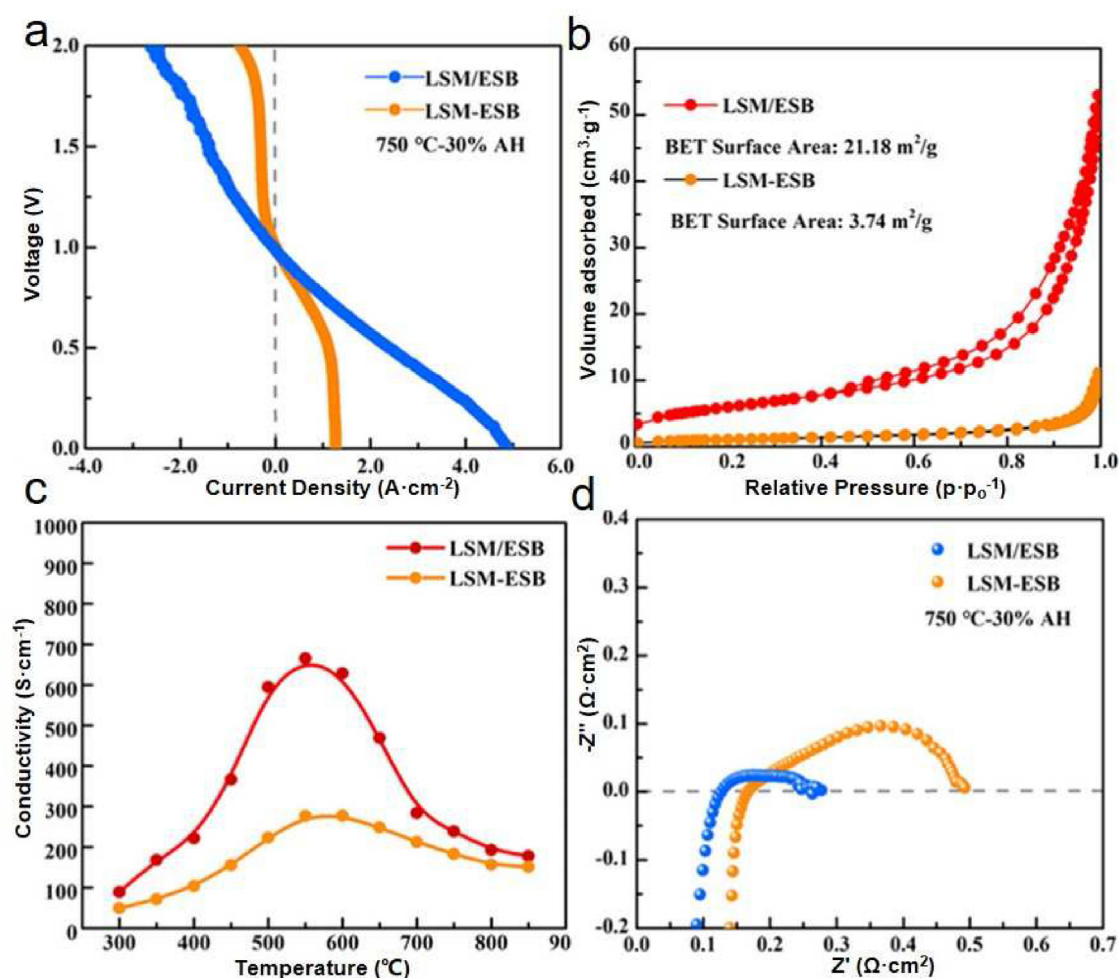 a
2.0
1.5
1.0
0.5
0.0
Voltage (V)
LSM/ESB
LSM-ESB
750 °C-30% AH
-4.0 -2.0 0.0 2.0 4.0 6.0
Current Density (A·cm-2)
b
60
50
40
30
20
10
5
0
Volume adsorbed (cm3·g-1)
LSM/ESB
BET Surface Area: 21.18 m2/g
LSM-ESB
BET Surface Area: 3.74 m2/g
0.0 0.2 0.4 0.6 0.8 1.0
Relative Pressure (p·po-1)
c
1000
900
800
700
600
500
400
300
200
100
0
Conductivity (S·cm-1)
LSM/ESB
LSM-ESB
300 400 500 600 700 800 90
Temperature (℃)
d
0.4
0.3
0.2
0.1
0.0
-0.1
-0.2
-Z'' (Ω·cm2)
LSM/ESB
LSM-ESB
750 °C-30% AH
0.0 0.1 0.2 0.3 0.4 0.5 0.6 0.7
Z' (Ω·cm2)